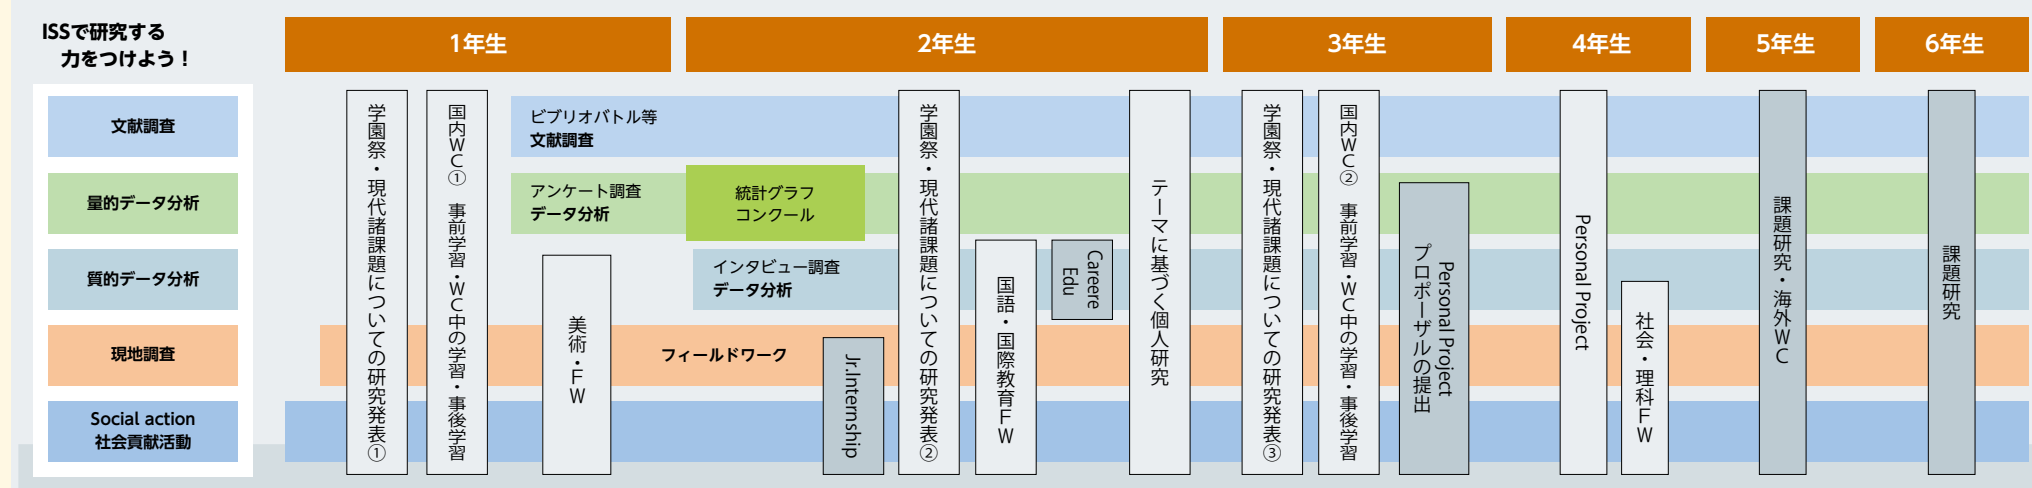 ISSで研究する
力をつけよう！
1年生
2年生
3年生
4年生
5年生
6年生
文献調査
量的データ分析
質的データ分析
現地調査
Social action
社会貢献活動
学園祭・現代諸課題についての研究発表①
国内WC① 事前学習・WC中の学習・事後学習
ビブリオバトル等
文献調査
アンケート調査
データ分析
美術・FW
統計グラフ
コンクール
インタビュー調査
データ分析
フィールドワーク
Jr.Internship
学園祭・現代諸課題についての研究発表②
国語・国際教育FW
Careere
Edu
テーマに基づく個人研究
学園祭・現代諸課題についての研究発表③
国内WC② 事前学習・WC中の学習・事後学習
Personal Project
プロポーザルの提出
Personal Project
社会・理科FW
課題研究・海外WC
課題研究